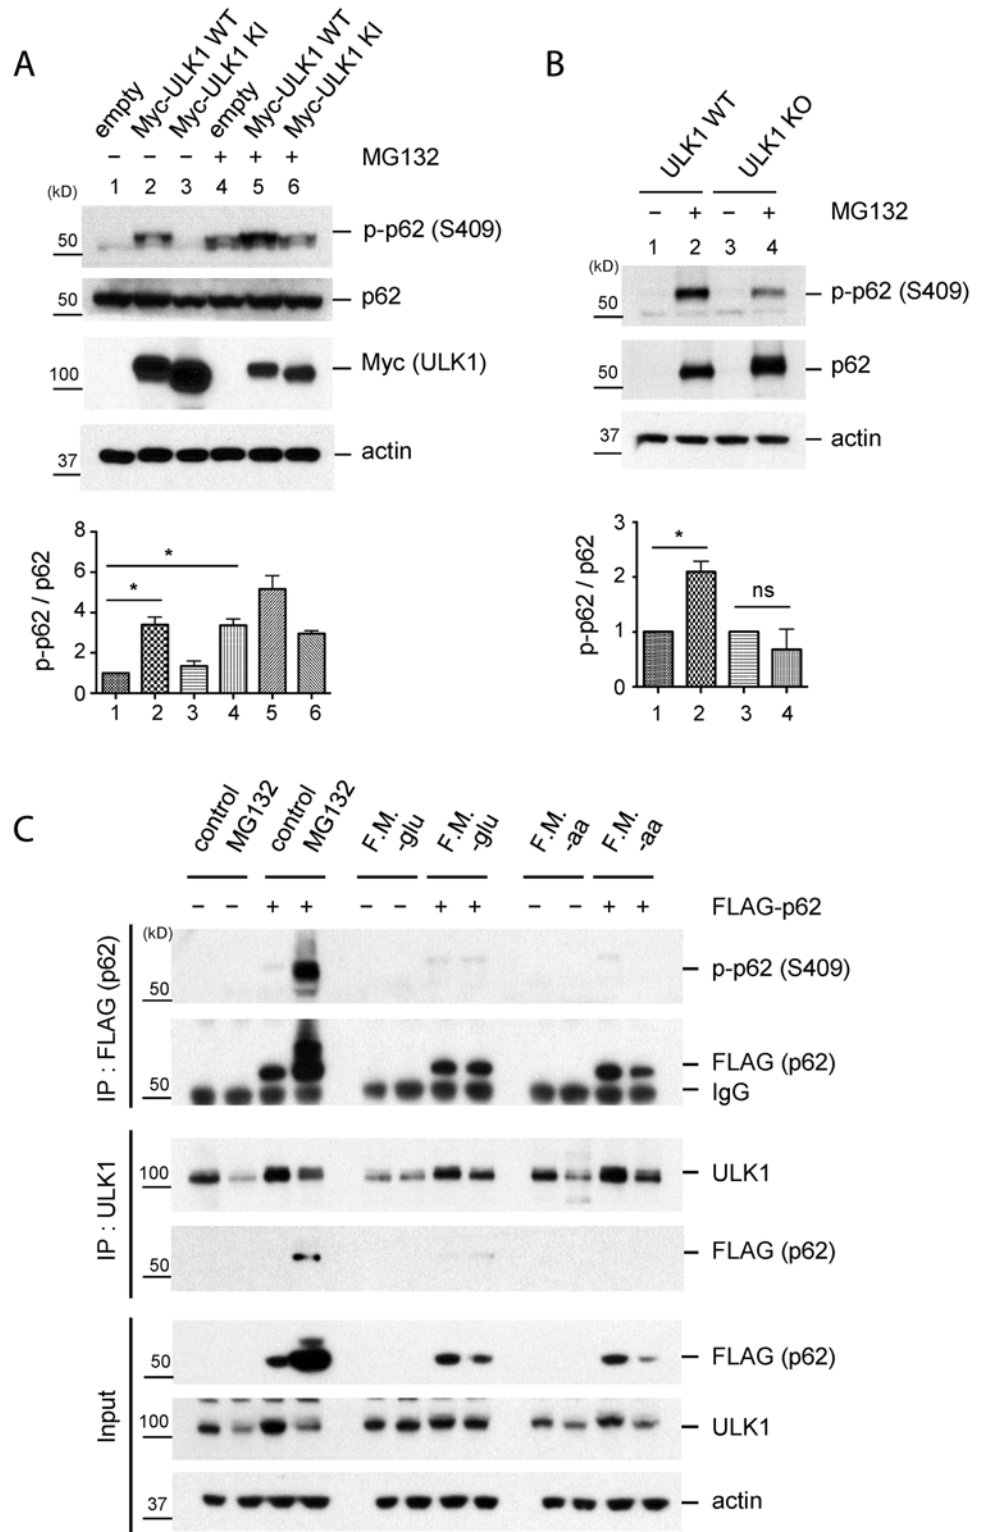 A
empty
Myc-ULK1 WT
Myc-ULK1 KI
empty
Myc-ULK1 WT
Myc-ULK1 KI
– – – + + + MG132
(kD) 1 2 3 4 5 6
50 p-p62 (S409)
50 p62
100 Myc (ULK1)
37 actin
p-p62 / p62
8
6
4
2
0
* *
1 2 3 4 5 6
B
ULK1 WT
ULK1 KO
– + – + MG132
1 2 3 4
(kD)
50 p-p62 (S409)
50 p62
37 actin
p-p62 / p62
3
2
1
0
* ns
1 2 3 4
C
control
MG132
control
MG132
F.M.
-glu
F.M.
-glu
F.M.
-aa
F.M.
-aa
– – + + – – + + – – + + FLAG-p62
IP : FLAG (p62)
(kD)
50 p-p62 (S409)
FLAG (p62)
50 IgG
IP : ULK1
100 ULK1
50 FLAG (p62)
Input
50 FLAG (p62)
100 ULK1
37 actin